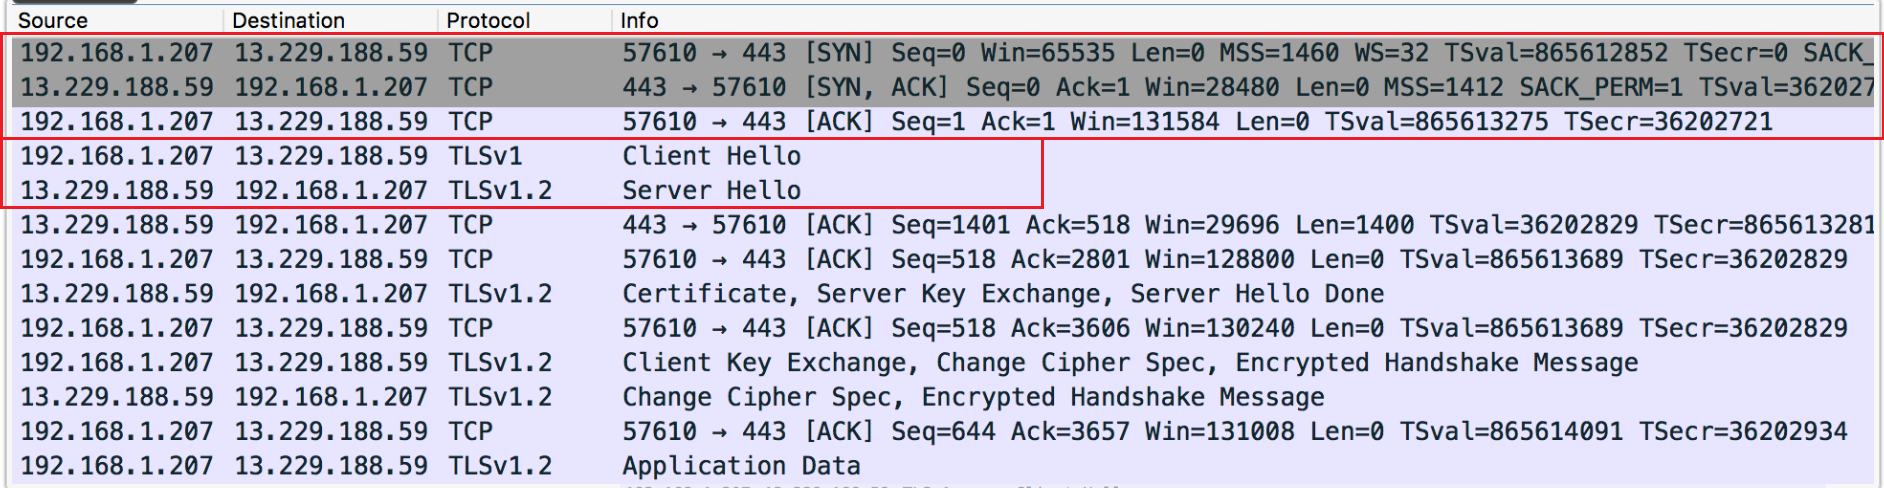 Source Destination Protocol Info
192.168.1.207 13.229.188.59 TCP 57610 → 443 [SYN] Seq=0 Win=65535 Len=0 MSS=1460 WS=32 TSval=865612852 TSecr=0 SACK_
13.229.188.59 192.168.1.207 TCP 443 → 57610 [SYN, ACK] Seq=0 Ack=1 Win=28480 Len=0 MSS=1412 SACK_PERM=1 TSval=362027
192.168.1.207 13.229.188.59 TCP 57610 → 443 [ACK] Seq=1 Ack=1 Win=131584 Len=0 TSval=865613275 TSecr=36202721
192.168.1.207 13.229.188.59 TLSv1 Client Hello
13.229.188.59 192.168.1.207 TLSv1.2 Server Hello
13.229.188.59 192.168.1.207 TCP 443 → 57610 [ACK] Seq=1401 Ack=518 Win=29696 Len=1400 TSval=36202829 TSecr=865613281
192.168.1.207 13.229.188.59 TCP 57610 → 443 [ACK] Seq=518 Ack=2801 Win=128800 Len=0 TSval=865613689 TSecr=36202829
13.229.188.59 192.168.1.207 TLSv1.2 Certificate, Server Key Exchange, Server Hello Done
192.168.1.207 13.229.188.59 TCP 57610 → 443 [ACK] Seq=518 Ack=3606 Win=130240 Len=0 TSval=865613689 TSecr=36202829
192.168.1.207 13.229.188.59 TLSv1.2 Client Key Exchange, Change Cipher Spec, Encrypted Handshake Message
13.229.188.59 192.168.1.207 TLSv1.2 Change Cipher Spec, Encrypted Handshake Message
192.168.1.207 13.229.188.59 TCP 57610 → 443 [ACK] Seq=644 Ack=3657 Win=131008 Len=0 TSval=865614091 TSecr=36202934
192.168.1.207 13.229.188.59 TLSv1.2 Application Data